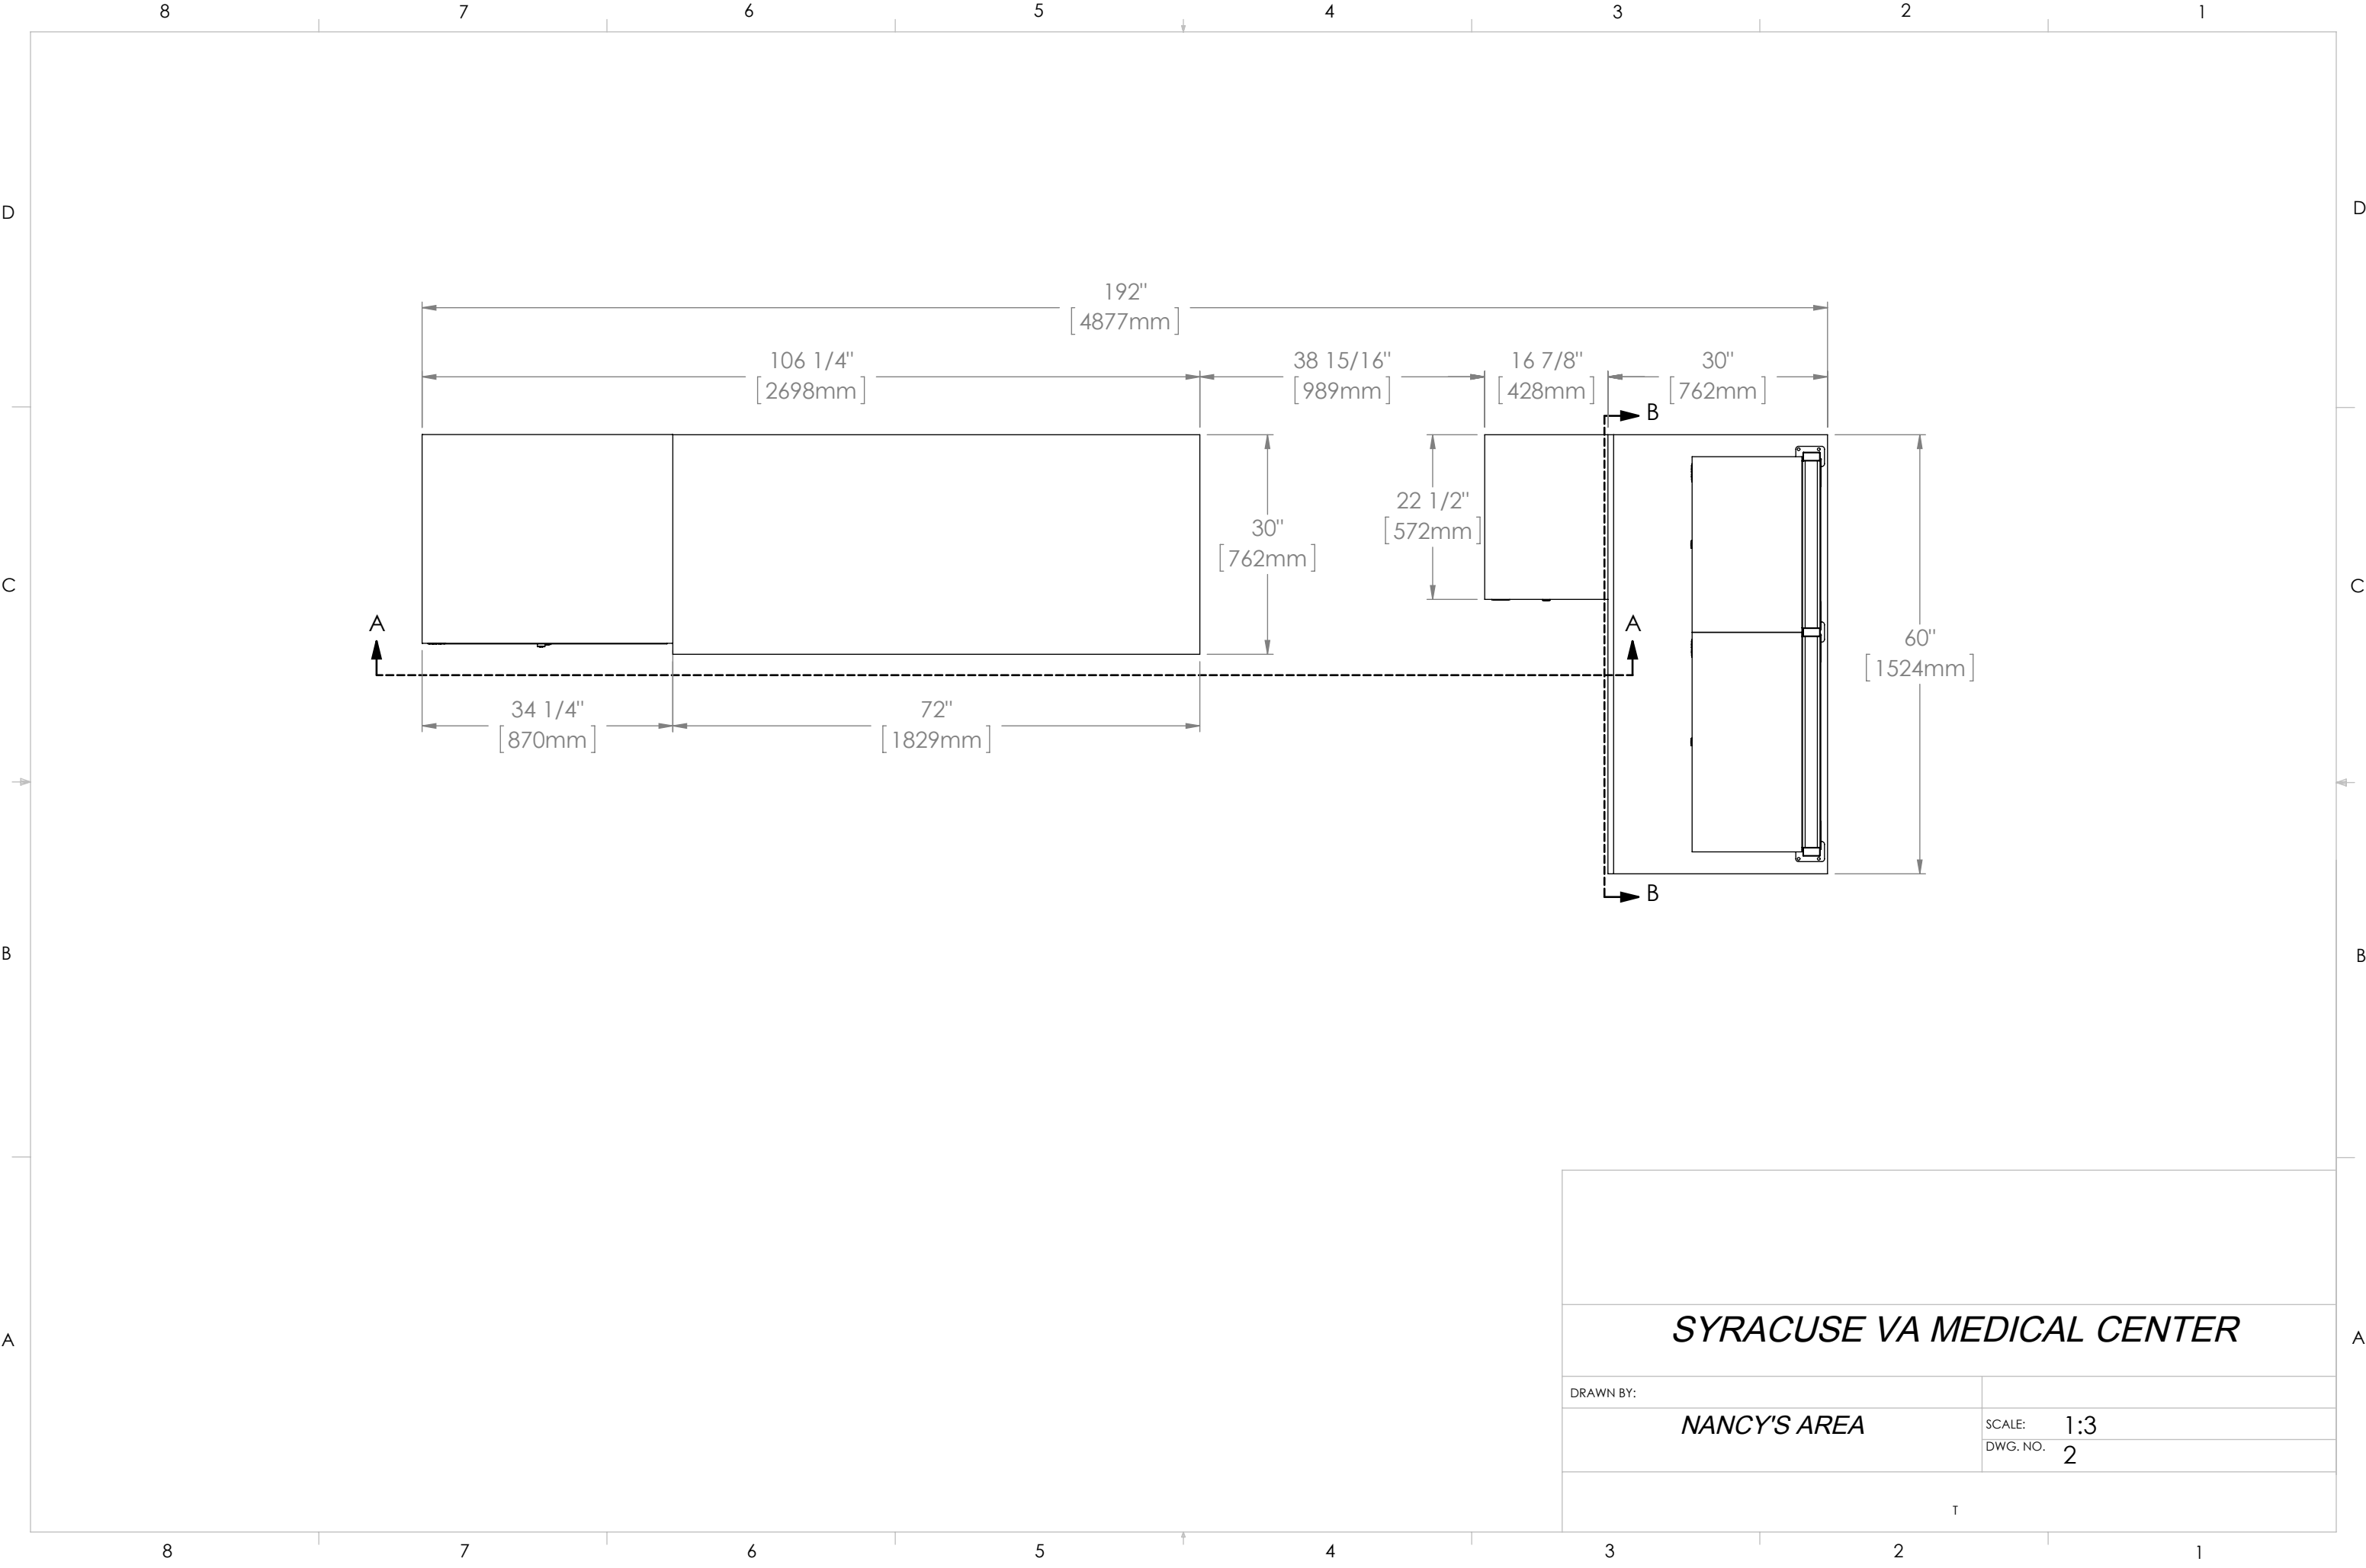 8 7 6 5 4 3 2 1
D D
192"
[4877mm]
106 1/4" 38 15/16" 16 7/8" 30"
[2698mm] [989mm] [428mm] [762mm]
B
22 1/2"
[572mm]
30"
[762mm]
C C
A A
60"
[1524mm]
34 1/4" 72"
[870mm] [1829mm]
B
B B
SYRACUSE VA MEDICAL CENTER
A A
DRAWN BY:
NANCY'S AREA
SCALE: 1:3
DWG. NO. 2
T
8 7 6 5 4 3 2 1